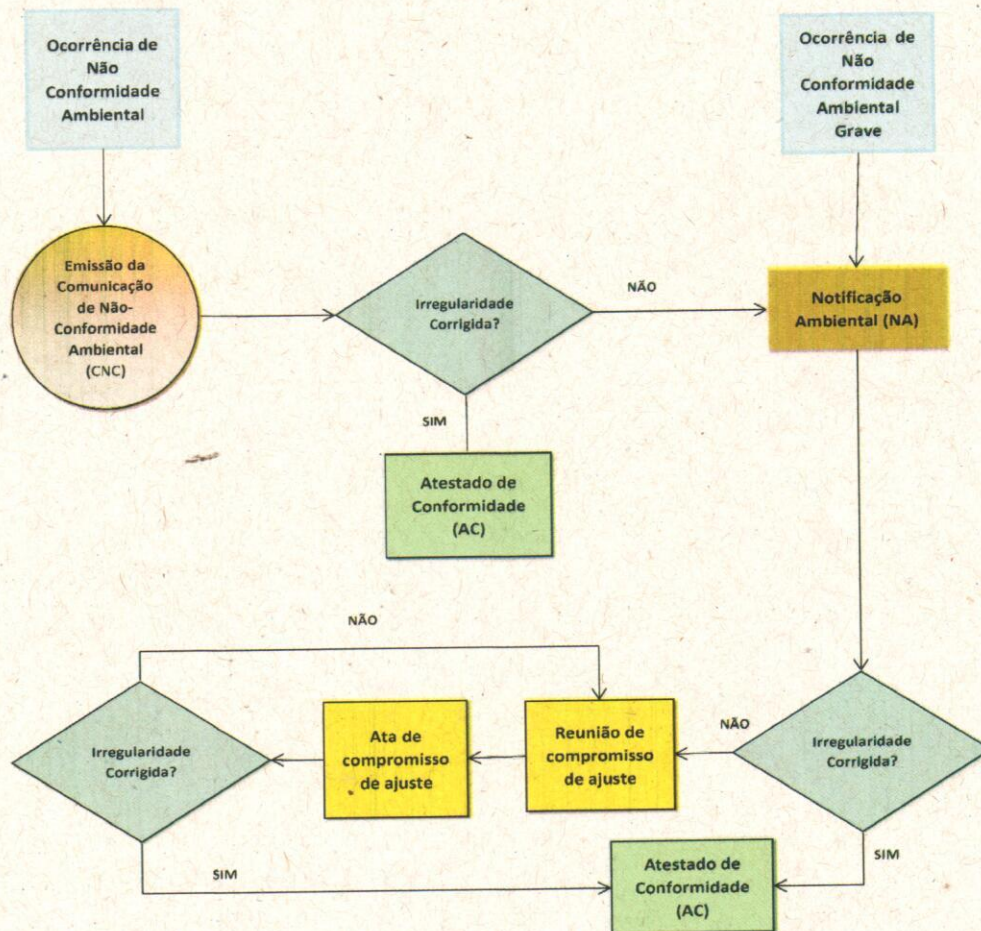 Ocorrência de
Não
Conformidade
Ambiental
Ocorrência de
Não
Conformidade
Ambiental
Grave
Emissão da
Comunicação
de Não-
Conformidade
Ambiental
(CNC)
Irregularidade
Corrigida?
NÃO
Notificação
Ambiental (NA)
SIM
Atestado de
Conformidade
(AC)
NÃO
Irregularidade
Corrigida?
Ata de
compromisso
de ajuste
Reunião de
compromisso
de ajuste
NÃO
Irregularidade
Corrigida?
SIM
Atestado de
Conformidade
(AC)
SIM